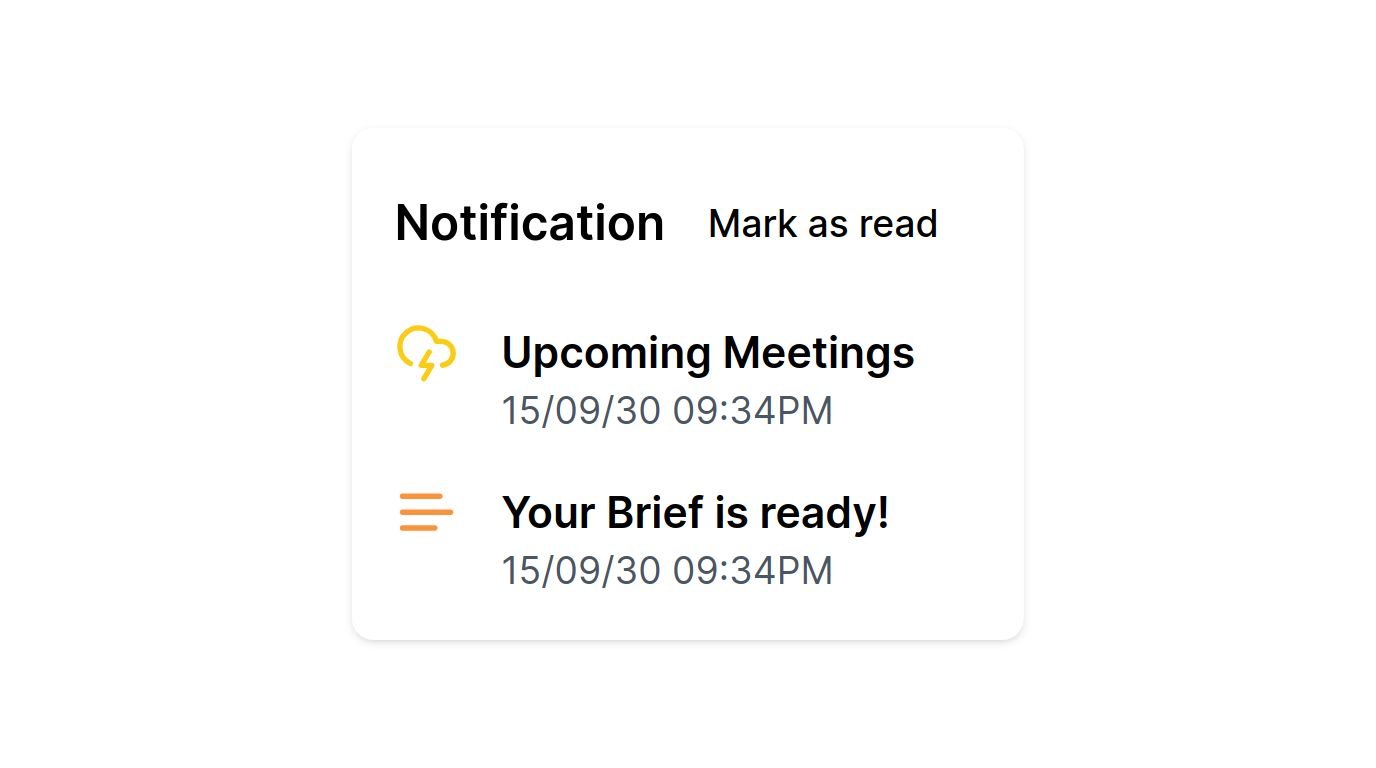 Notification Mark as read
Upcoming Meetings
15/09/30 09:34PM
Your Brief is ready!
15/09/30 09:34PM